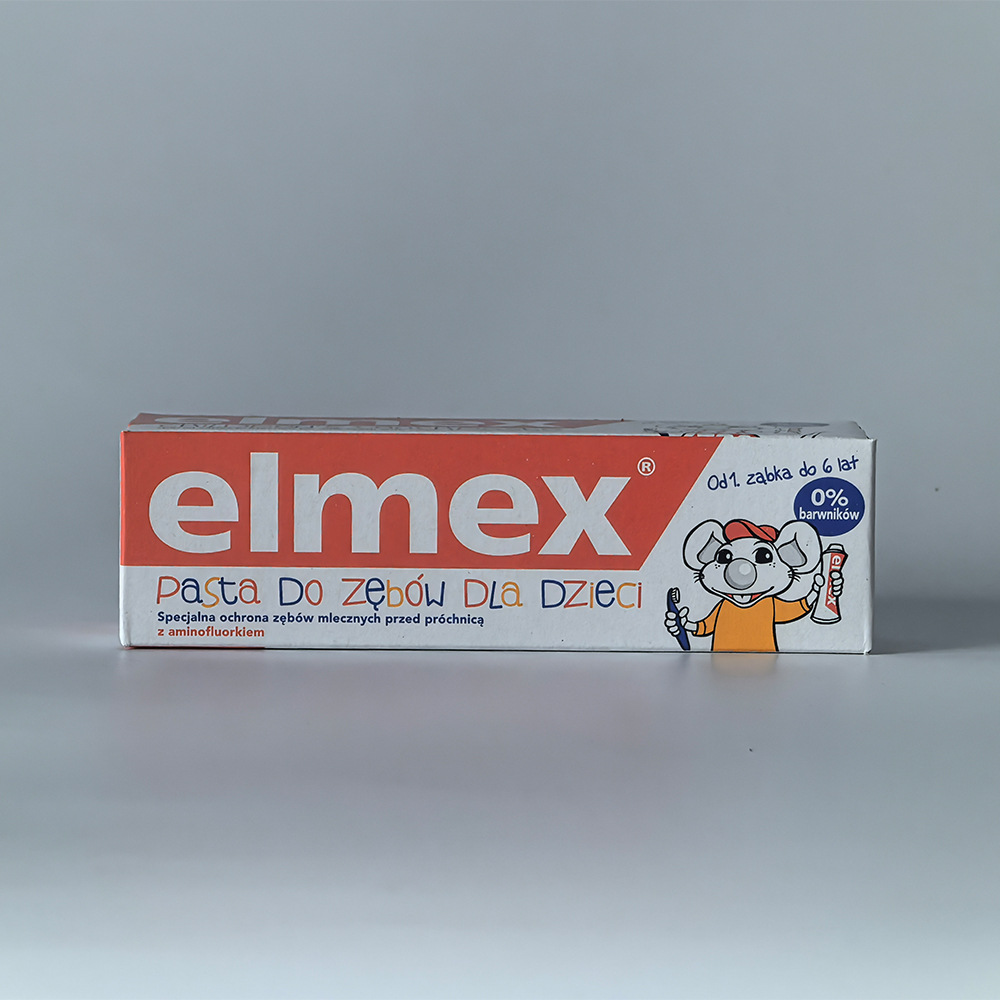 elmex®
Od 1. ząbka do 6 lat
0%
barwników
Pasta Do Zębów Dla Dzieci
Specjalna ochrona zębów mlecznych przed próchnicą
z aminofluorkiem
elmex